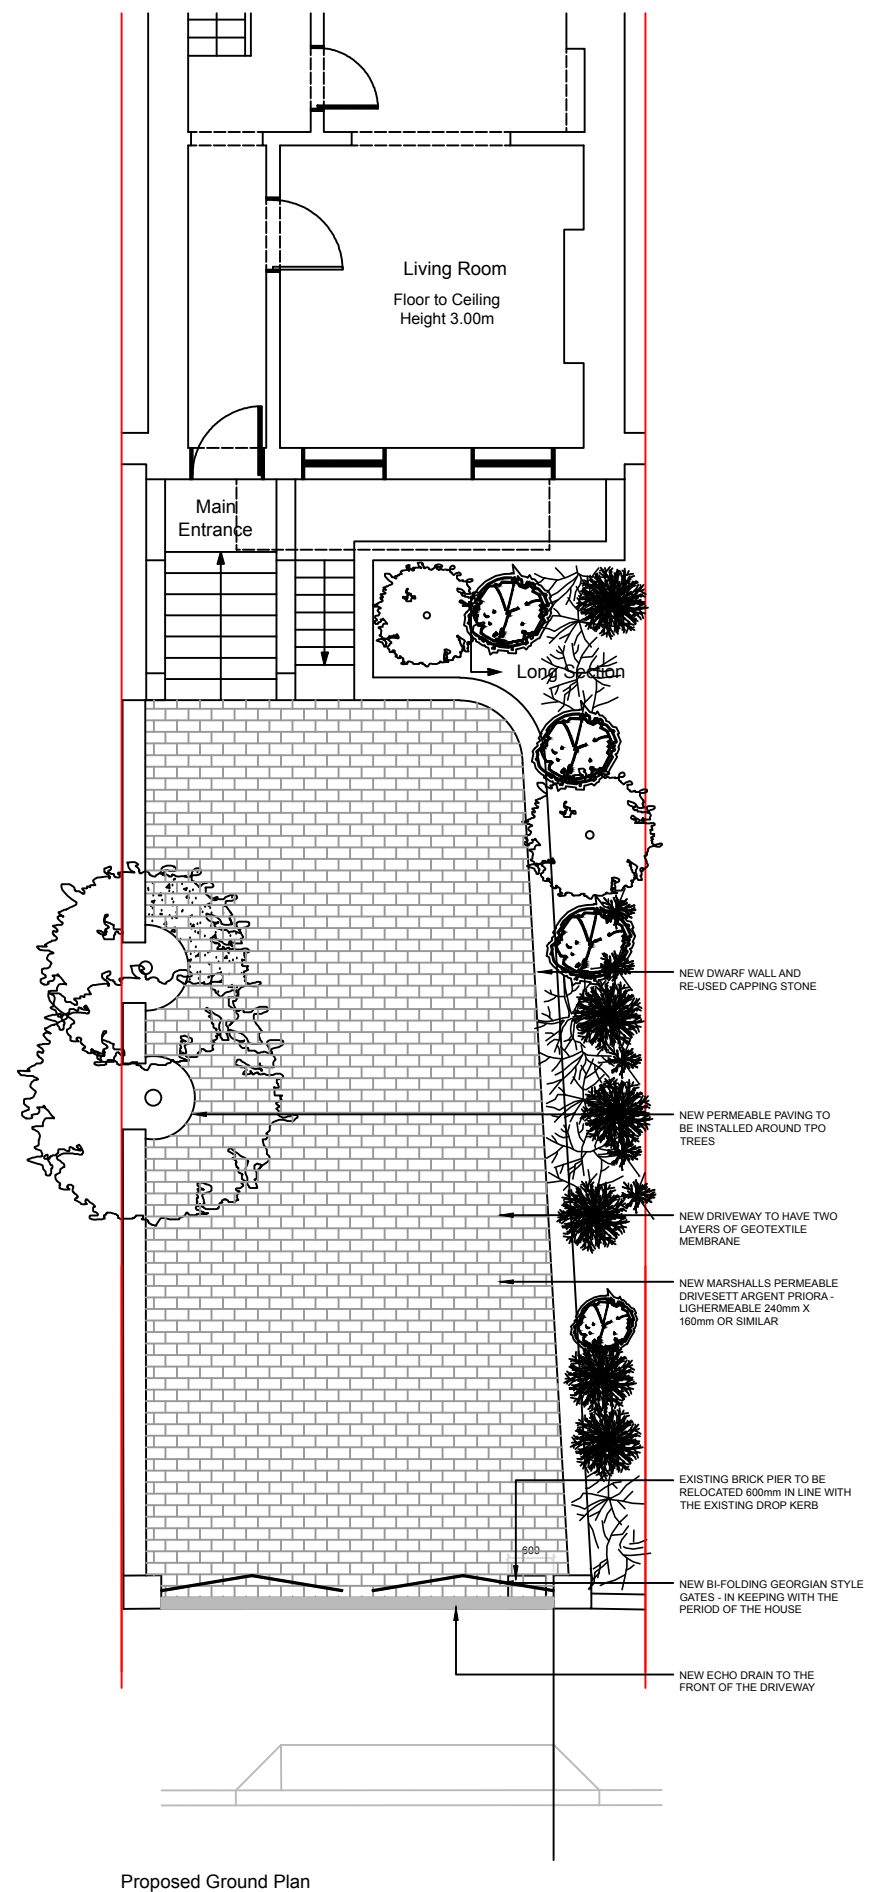 Living Room
Floor to Ceiling
Height 3.00m
Main
Entrance
Long Section
NEW DWARF WALL AND
RE-USED CAPPING STONE
NEW PERMEABLE PAVING TO
BE INSTALLED AROUND TPO
TREES
NEW DRIVEWAY TO HAVE TWO
LAYERS OF GEOTEXTILE
MEMBRANE
NEW MARSHALLS PERMEABLE
DRIVESETT ARGENT PRIORA -
LIGHERMEABLE 240mm X
160mm OR SIMILAR
EXISTING BRICK PIER TO BE
RELOCATED 600mm IN LINE WITH
THE EXISTING DROP KERB
600
NEW BI-FOLDING GEORGIAN STYLE
GATES - IN KEEPING WITH THE
PERIOD OF THE HOUSE
NEW ECHO DRAIN TO THE
FRONT OF THE DRIVEWAY
Proposed Ground Plan